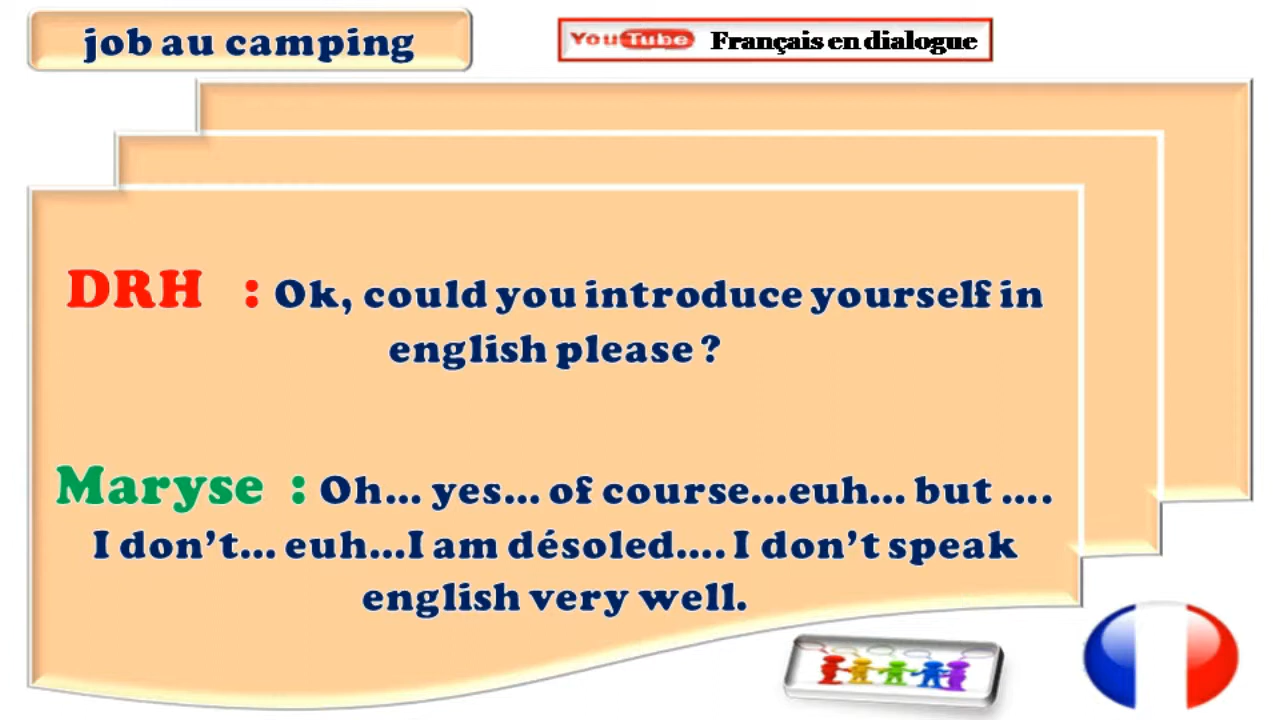 job au camping
YouTube Français en dialogue
DRH : Ok, could you introduce yourself in
english please ?
Maryse : Oh... yes... of course...euh... but ....
I don't... euh...I am désoled.... I don't speak
english very well.